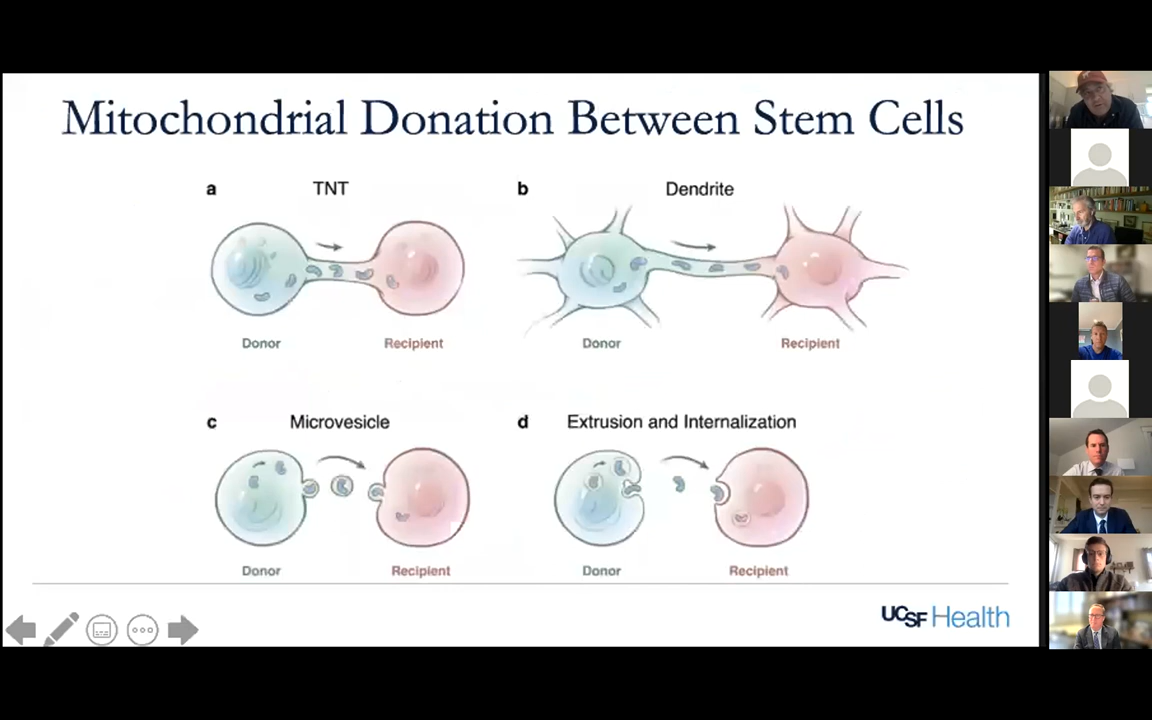 Mitochondrial Donation Between Stem Cells
a TNT
b Dendrite
Donor Recipient
Donor Recipient
c Microvesicle
d Extrusion and Internalization
Donor Recipient
Donor Recipient
UCSF Health